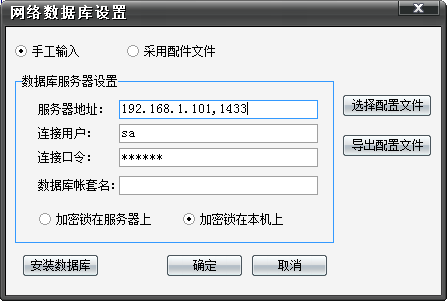 网络数据库设置
手工输入 采用配件文件
数据库服务器设置
服务器地址: 192.168.1.101,1433
选择配置文件
连接用户: sa
连接口令: ******
导出配置文件
数据库帐套名:
加密锁在服务器上 加密锁在本机上
安装数据库 确定 取消